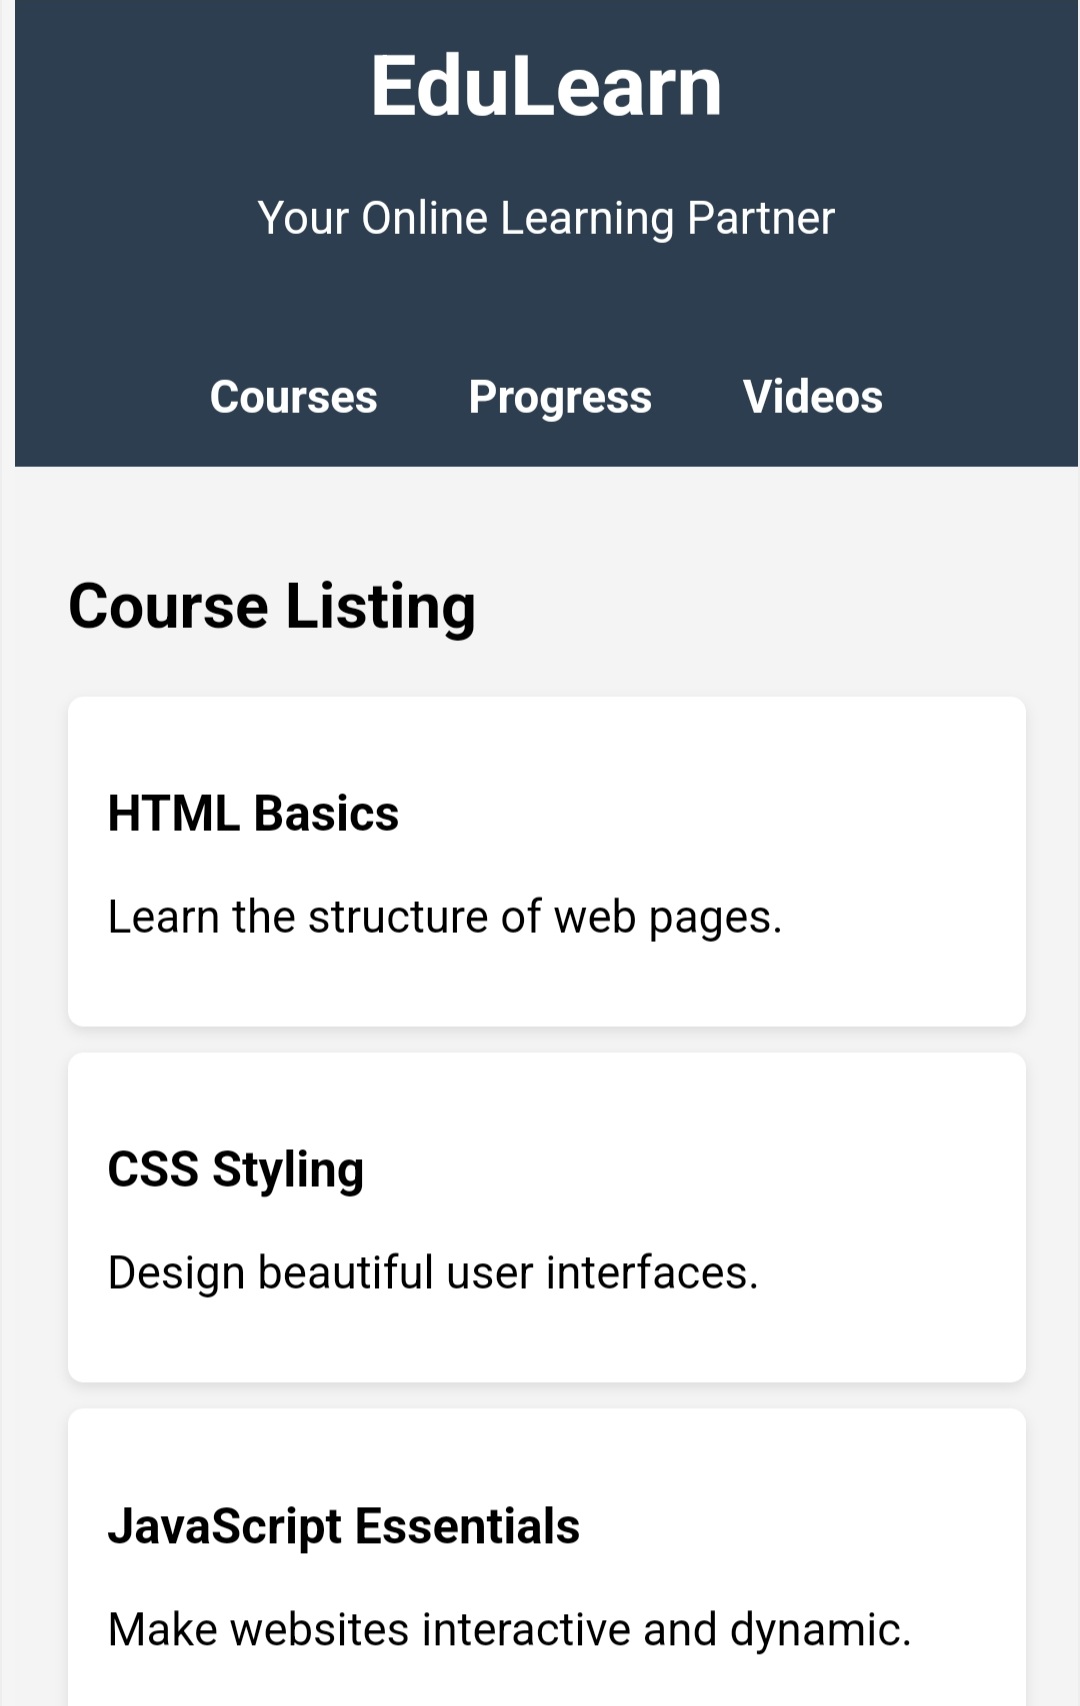 EduLearn
Your Online Learning Partner
Courses Progress Videos
Course Listing
HTML Basics
Learn the structure of web pages.
CSS Styling
Design beautiful user interfaces.
JavaScript Essentials
Make websites interactive and dynamic.